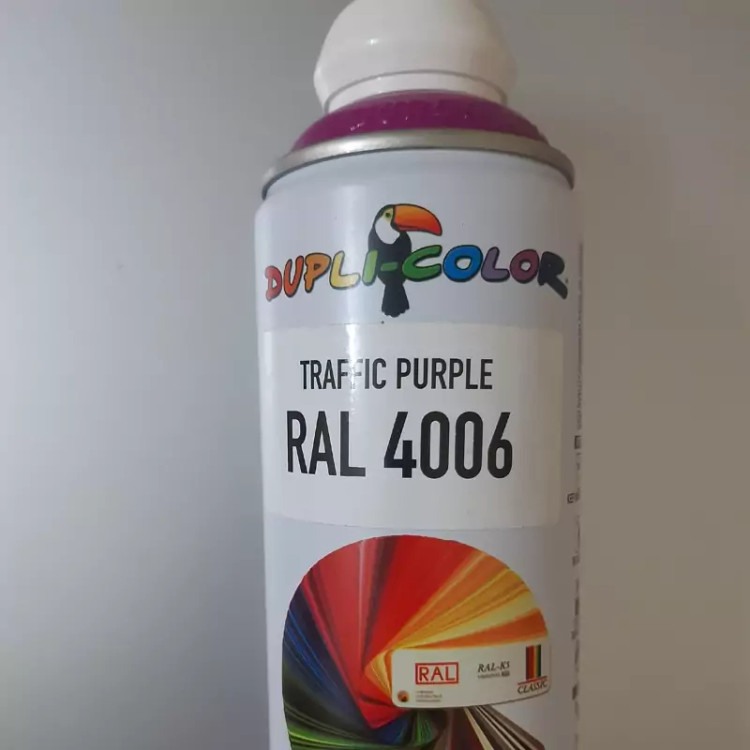 DUPLI-COLOR
TRAFFIC PURPLE
RAL 4006
RAL
RAL-K5
CLASSIC